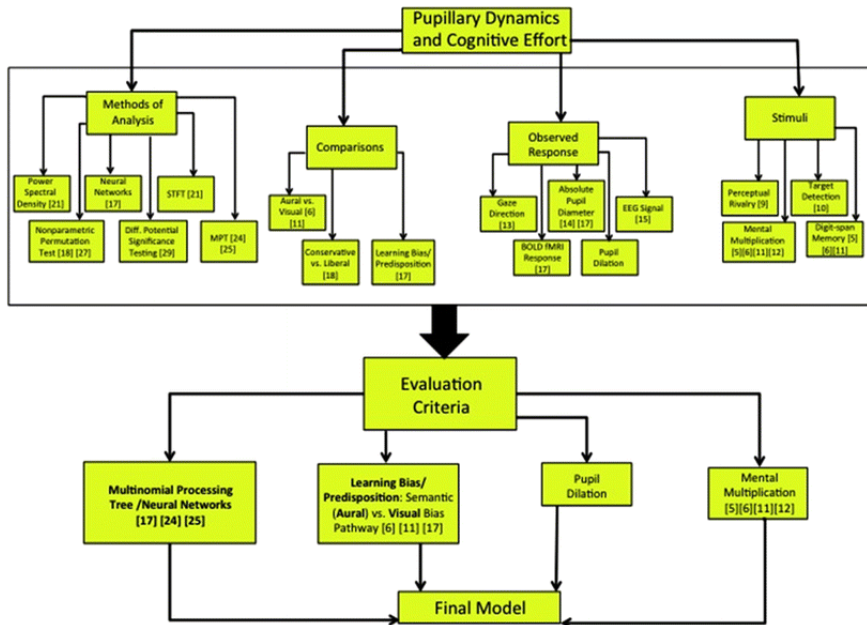 Pupillary Dynamics
and Cognitive Effort
Methods of
Analysis
Comparisons
Observed
Response
Stimuli
Power
Spectral
Density [21]
Neural
Networks
[17]
STFT [21]
Nonparametric
Permutation
Test [18] [27]
Diff. Potential
Significance
Testing [29]
MPT [24]
[25]
Aural vs.
Visual [6]
[11]
Conservative
vs. Liberal
[18]
Learning Bias/
Predisposition
[17]
Gaze
Direction
[13]
Absolute
Pupil
Diameter
[14] [17]
EEG Signal
[15]
BOLD fMRI
Response
[17]
Pupil
Dilation
Perceptual
Rivalry [9]
Target
Detection
[10]
Mental
Multiplication
[5][6][11][12]
Digit-span
Memory [5]
[6][11]
Evaluation
Criteria
Multinomial Processing
Tree /Neural Networks
[17] [24] [25]
Learning Bias/
Predisposition: Semantic
(Aural) vs. Visual Bias
Pathway [6] [11] [17]
Pupil
Dilation
Mental
Multiplication
[5][6][11][12]
Final Model